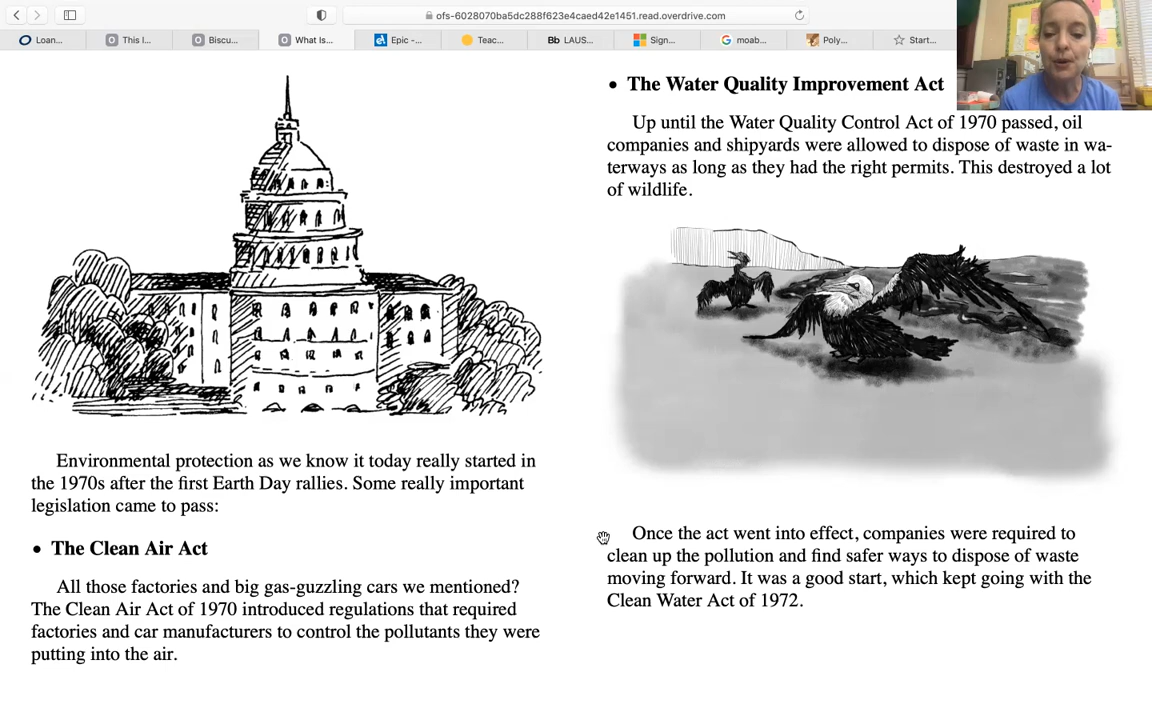 ofs-6028070ba5dc288f623e4caed42e1451.read.overdrive.com
Loan...
This I...
Biscu...
What Is...
Epic -...
Teac...
Bb LAUS...
Sign...
moab...
Poly...
Start...
Environmental protection as we know it today really started in
the 1970s after the first Earth Day rallies. Some really important
legislation came to pass:
• The Clean Air Act
All those factories and big gas-guzzling cars we mentioned?
The Clean Air Act of 1970 introduced regulations that required
factories and car manufacturers to control the pollutants they were
putting into the air.
• The Water Quality Improvement Act
Up until the Water Quality Control Act of 1970 passed, oil
companies and shipyards were allowed to dispose of waste in wa-
terways as long as they had the right permits. This destroyed a lot
of wildlife.
Once the act went into effect, companies were required to
clean up the pollution and find safer ways to dispose of waste
moving forward. It was a good start, which kept going with the
Clean Water Act of 1972.